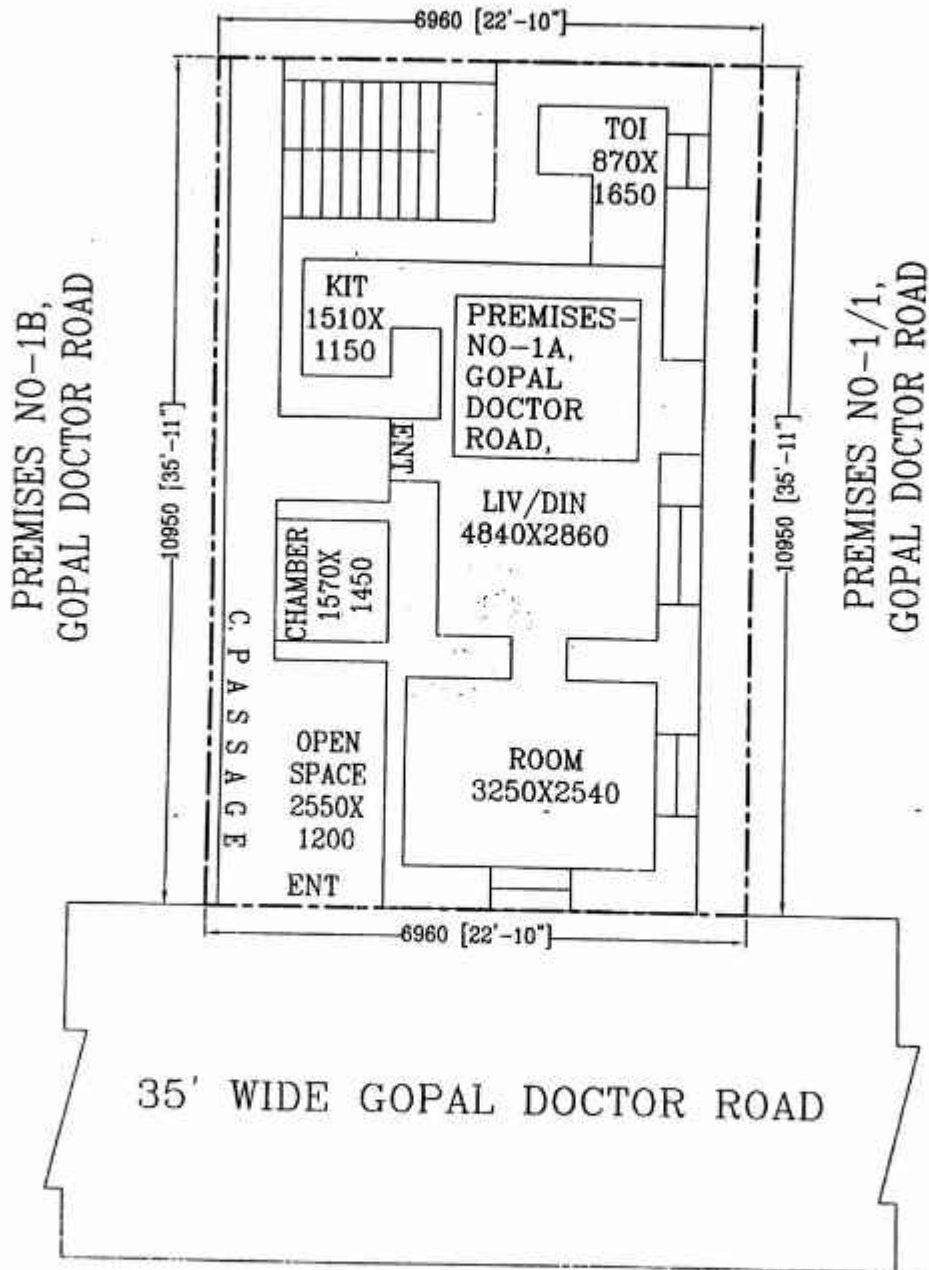 6960 [22'-10"]
TOI
870X
1650
KIT
1510X
1150
PREMISES-
NO-1A,
GOPAL
DOCTOR
ROAD,
PREMISES NO-1B,
GOPAL DOCTOR ROAD
10950 [35'-11"]
ENT
LIV/DIN
4840X2860
10950 [35'-11"]
PREMISES NO-1/1,
GOPAL DOCTOR ROAD
CHAMBER
1570X
1450
C. PASSAGE
OPEN
SPACE
2550X
1200
ENT
ROOM
3250X2540
6960 [22'-10"]
35' WIDE GOPAL DOCTOR ROAD